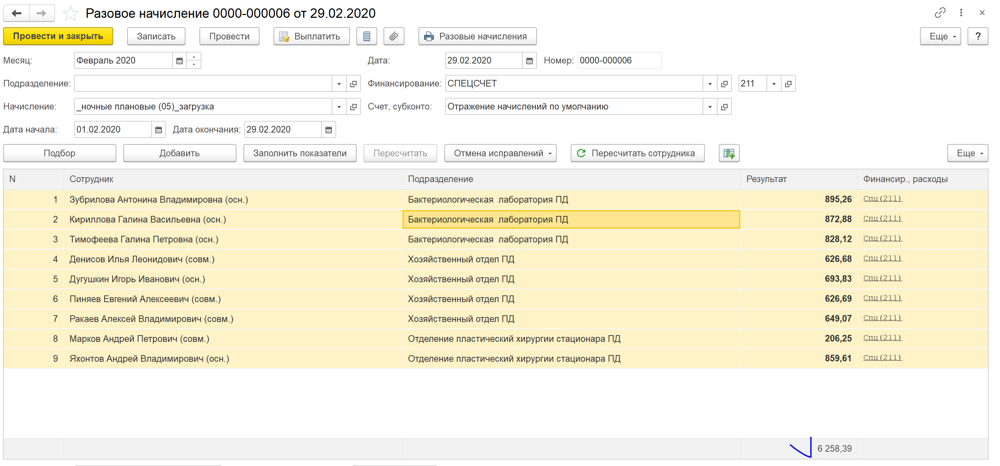 Разовое начисление 0000-000006 от 29.02.2020
Провести и закрыть Записать Провести Выплатить Разовые начисления Еще ?
Месяц: Февраль 2020 Дата: 29.02.2020 Номер: 0000-000006
Подразделение: Финансирование: СПЕЦСЧЕТ 211
Начисление: _ночные плановые (05)_загрузка Счет, субконто: Отражение начислений по умолчанию
Дата начала: 01.02.2020 Дата окончания: 29.02.2020
Подбор Добавить Заполнить показатели Пересчитать Отмена исправлений Пересчитать сотрудника Еще
N Сотрудник Подразделение Результат Финансир., расходы
1 Зубрилова Антонина Владимировна (осн.) Бактериологическая лаборатория ПД 895,26 Спц(211)
2 Кириллова Галина Васильевна (осн.) Бактериологическая лаборатория ПД 872,88 Спц(211)
3 Тимофеева Галина Петровна (осн.) Бактериологическая лаборатория ПД 828,12 Спц(211)
4 Денисов Илья Леонидович (совм.) Хозяйственный отдел ПД 626,68 Спц(211)
5 Дугушкин Игорь Иванович (осн.) Хозяйственный отдел ПД 693,83 Спц(211)
6 Пиняев Евгений Алексеевич (совм.) Хозяйственный отдел ПД 626,69 Спц(211)
7 Ракаев Алексей Владимирович (совм.) Хозяйственный отдел ПД 649,07 Спц(211)
8 Марков Андрей Петрович (совм.) Отделение пластический хирургии стационара ПД 206,25 Спц(211)
9 Яхонтов Андрей Владимирович (осн.) Отделение пластический хирургии стационара ПД 859,61 Спц(211)
6 258,39